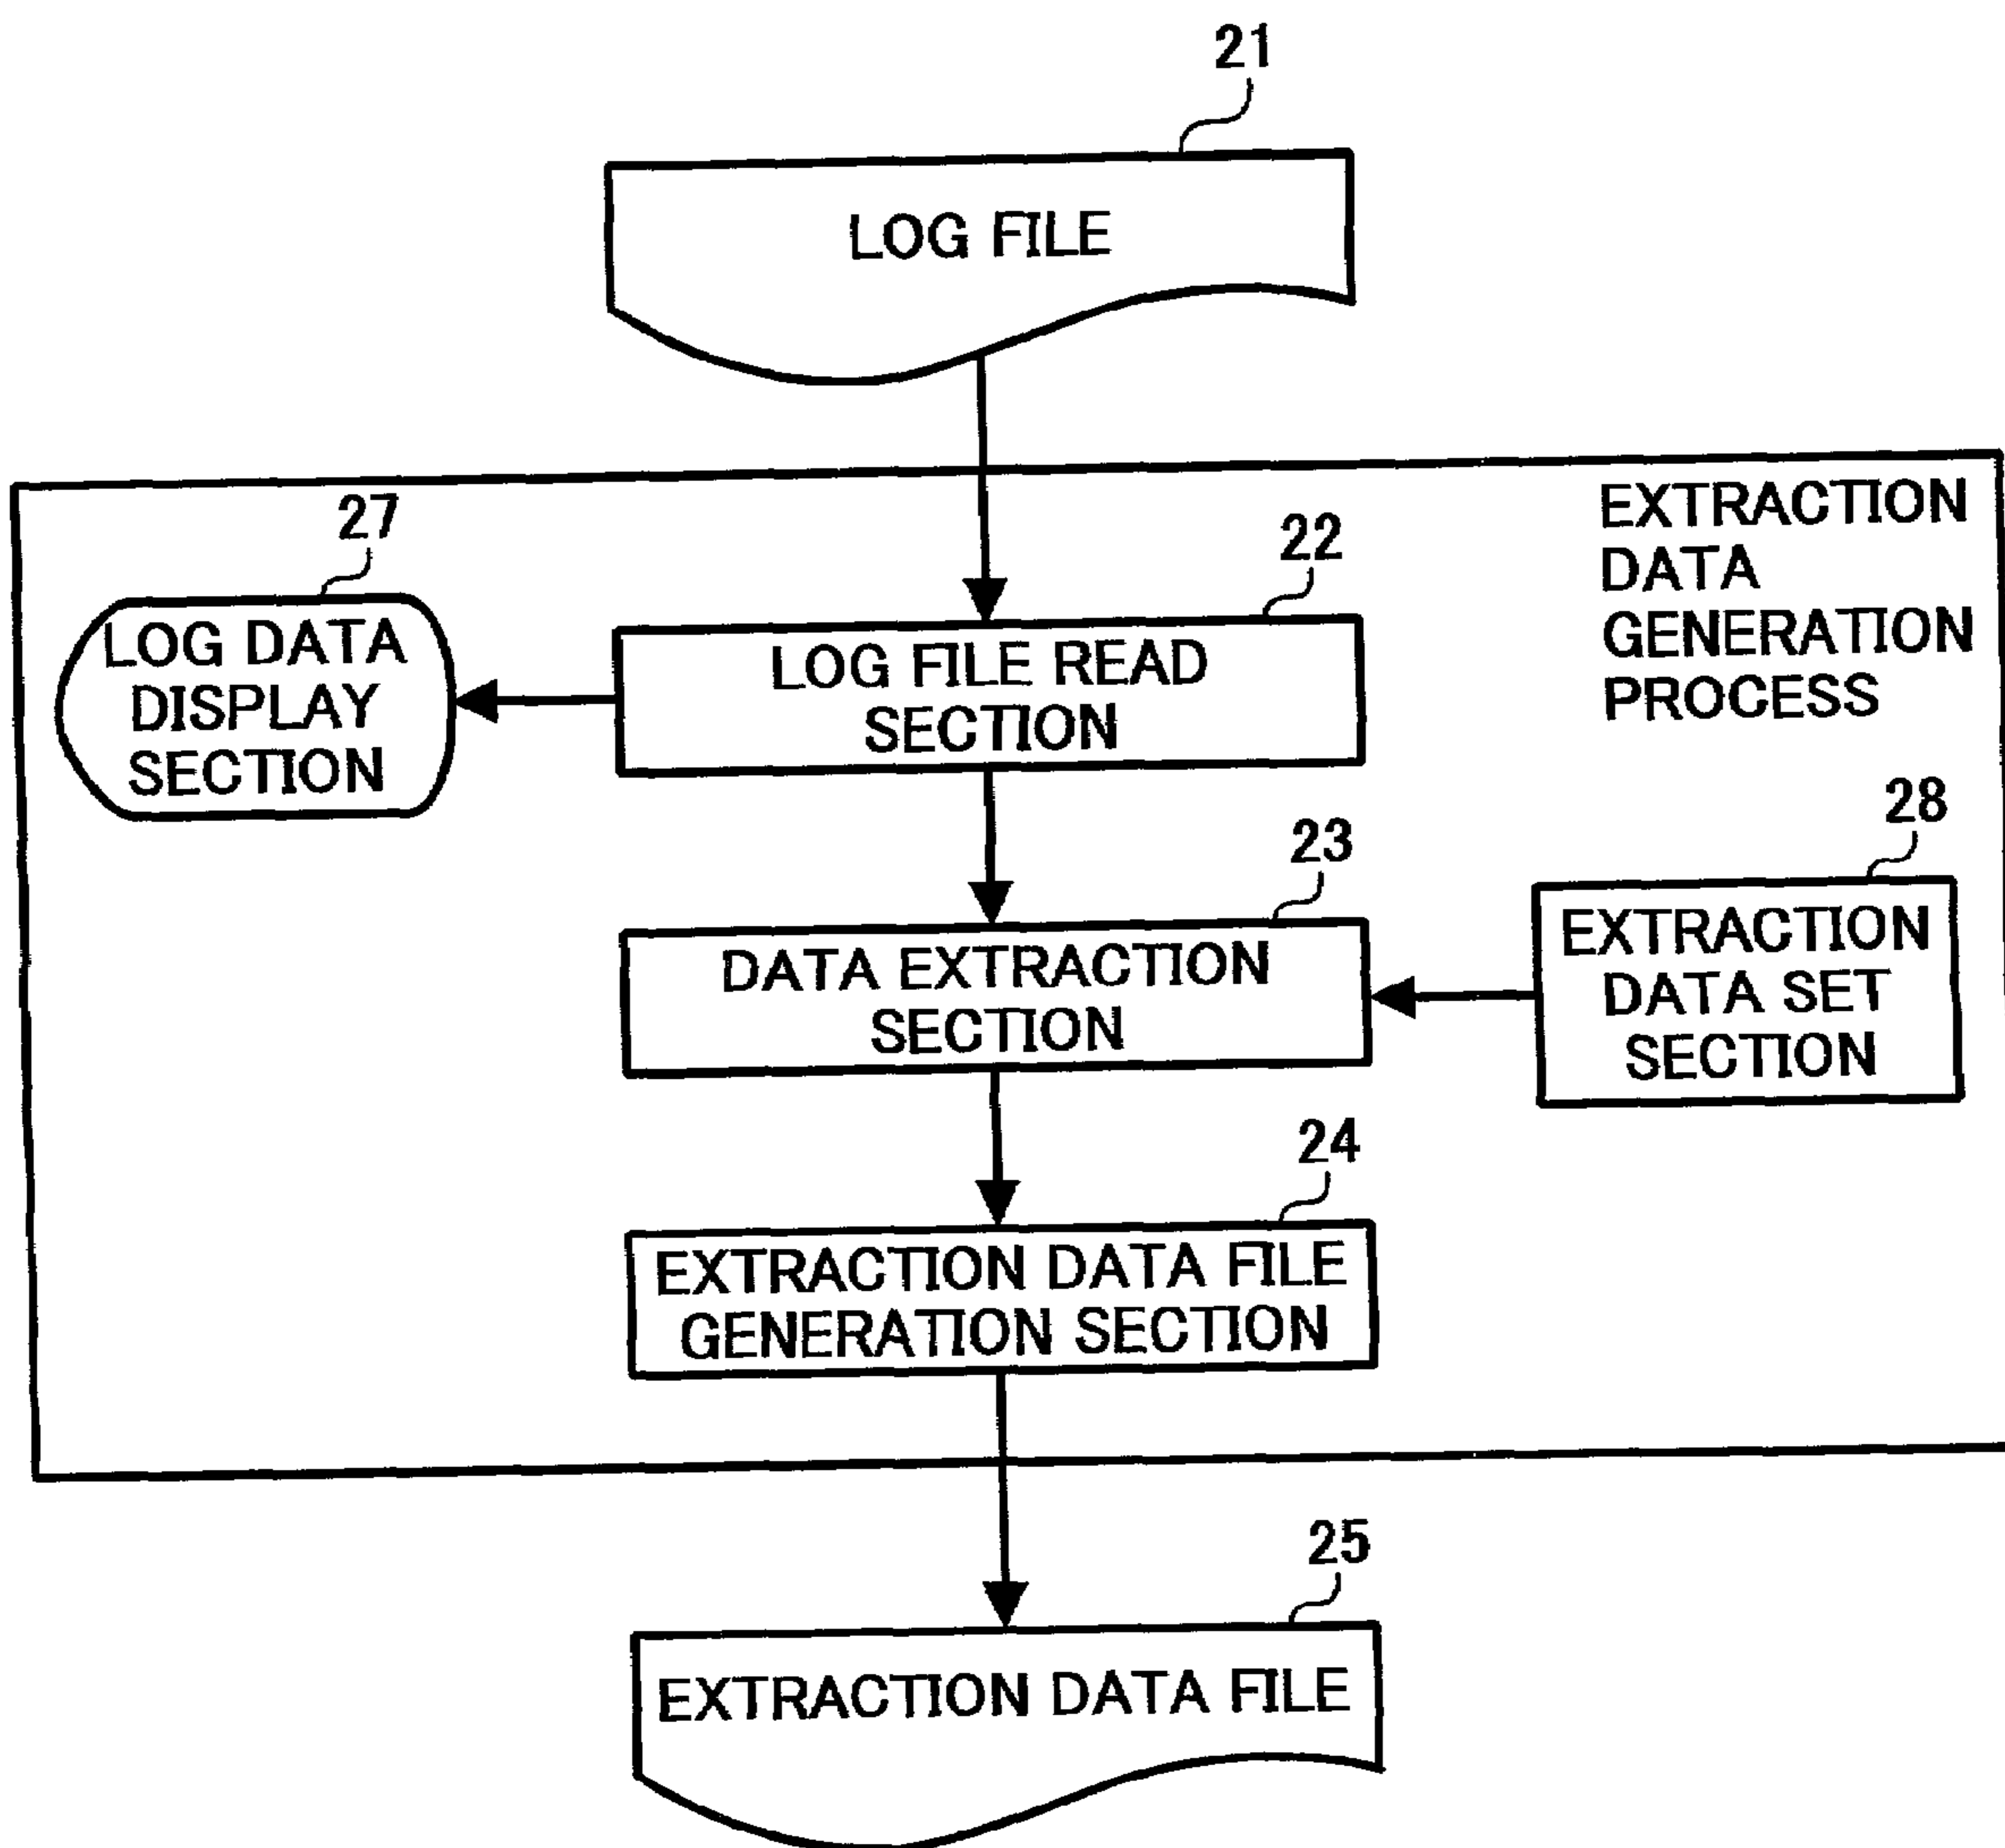 21
LOG FILE
EXTRACTION
DATA
GENERATION
PROCESS
27
LOG DATA
DISPLAY
SECTION
22
LOG FILE READ
SECTION
23
DATA EXTRACTION
SECTION
28
EXTRACTION
DATA SET
SECTION
24
EXTRACTION DATA FILE
GENERATION SECTION
25
EXTRACTION DATA FILE